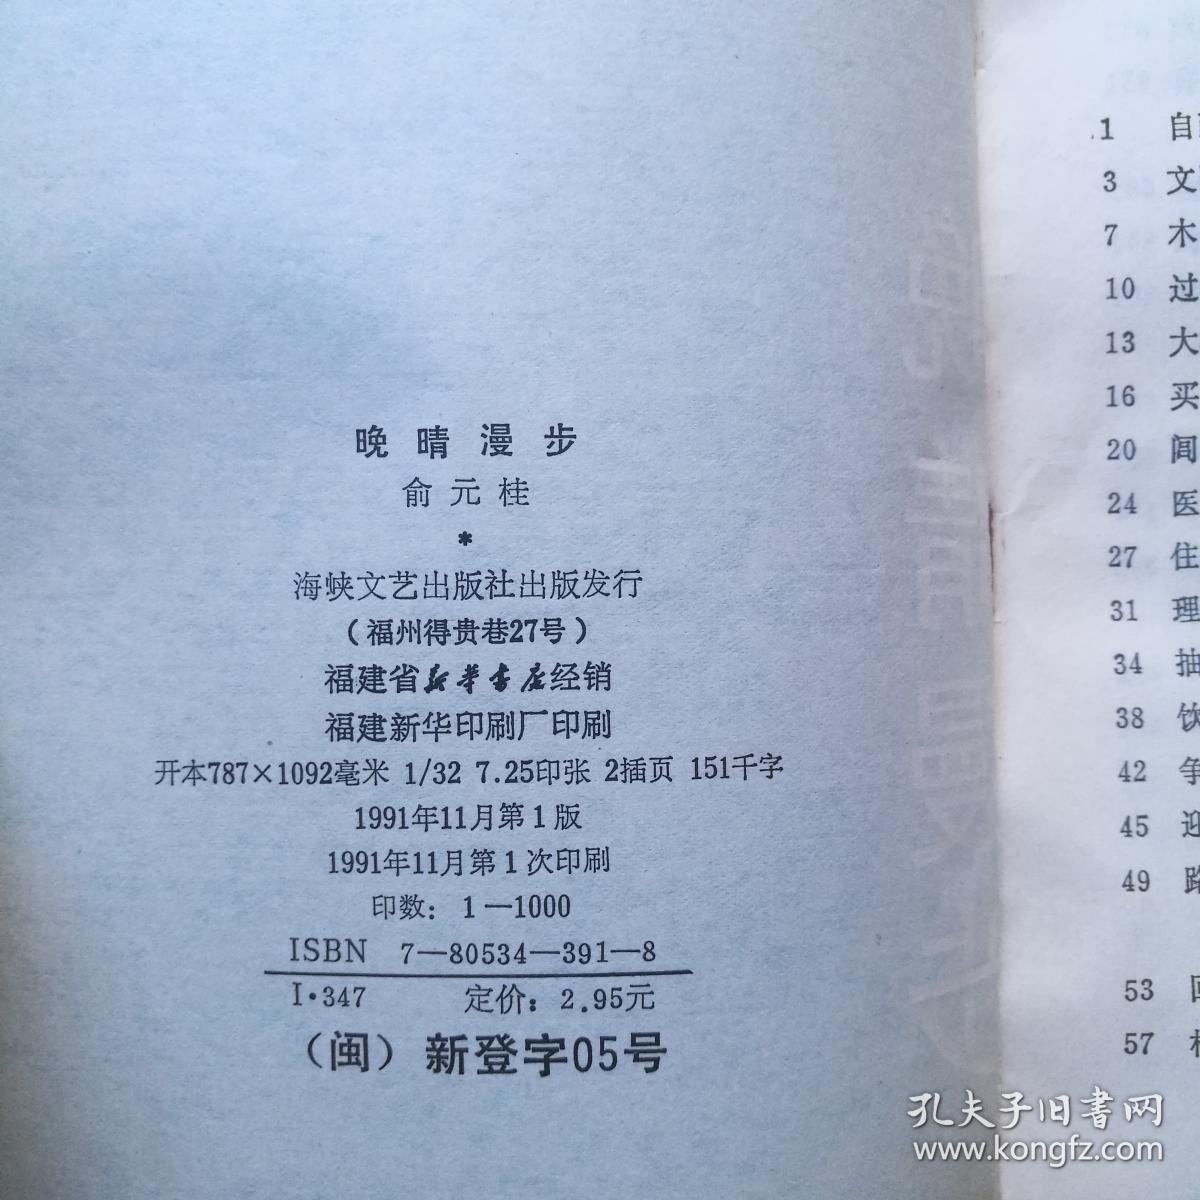 晚晴漫步
俞元桂
*
海峡文艺出版社出版发行
(福州得贵巷27号)
福建省新华书店经销
福建新华印刷厂印刷
开本787×1092毫米 1/32 7.25印张 2插页 151千字
1991年11月第1版
1991年11月第1次印刷
印数：1—1000
ISBN 7—80534—391—8
I·347 定价：2.95元
（闽）新登字05号
1 自
3 文
7 木
10 过
13 大
16 买
20 闾
24 医
27 住
31 理
34 抽
38 饮
42 争
45 迎
49 路
53 回
57
孔夫子旧书网
www.kongfz.com